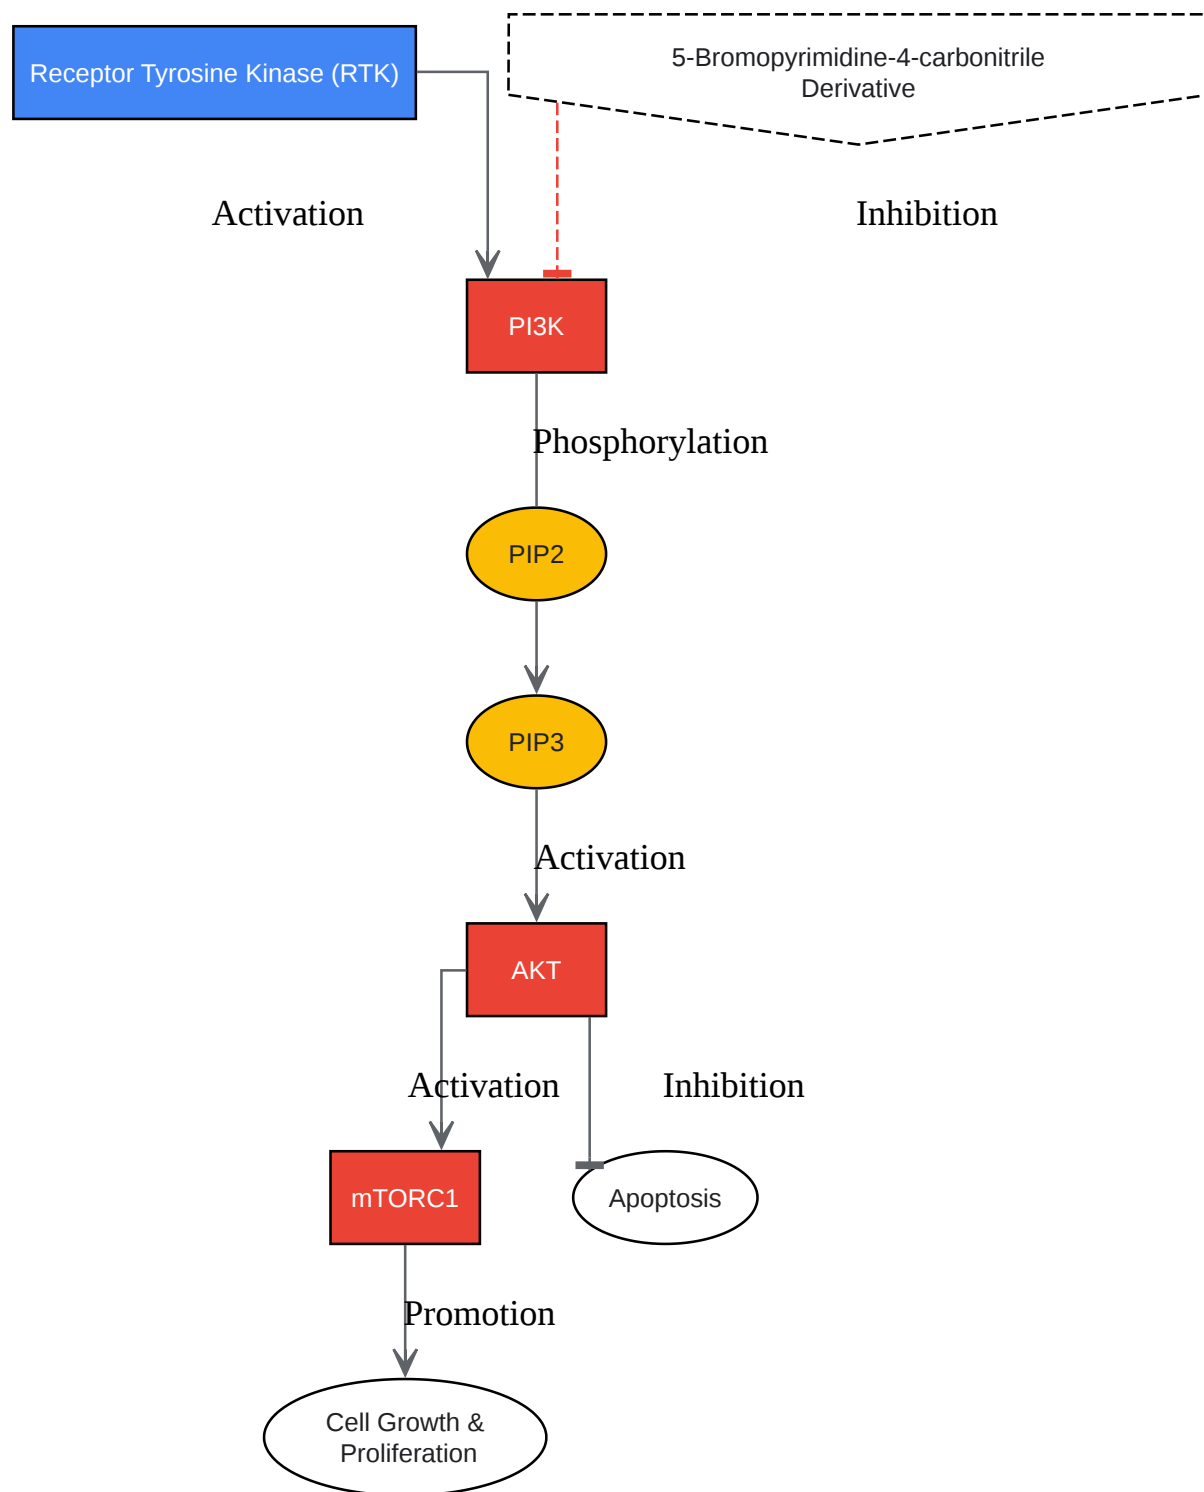 Receptor Tyrosine Kinase (RTK)
5-Bromopyrimidine-4-carbonitrile
Derivative
Activation
Inhibition
PI3K
Phosphorylation
PIP2
PIP3
Activation
AKT
Activation
Inhibition
mTORC1
Apoptosis
Promotion
Cell Growth &
Proliferation